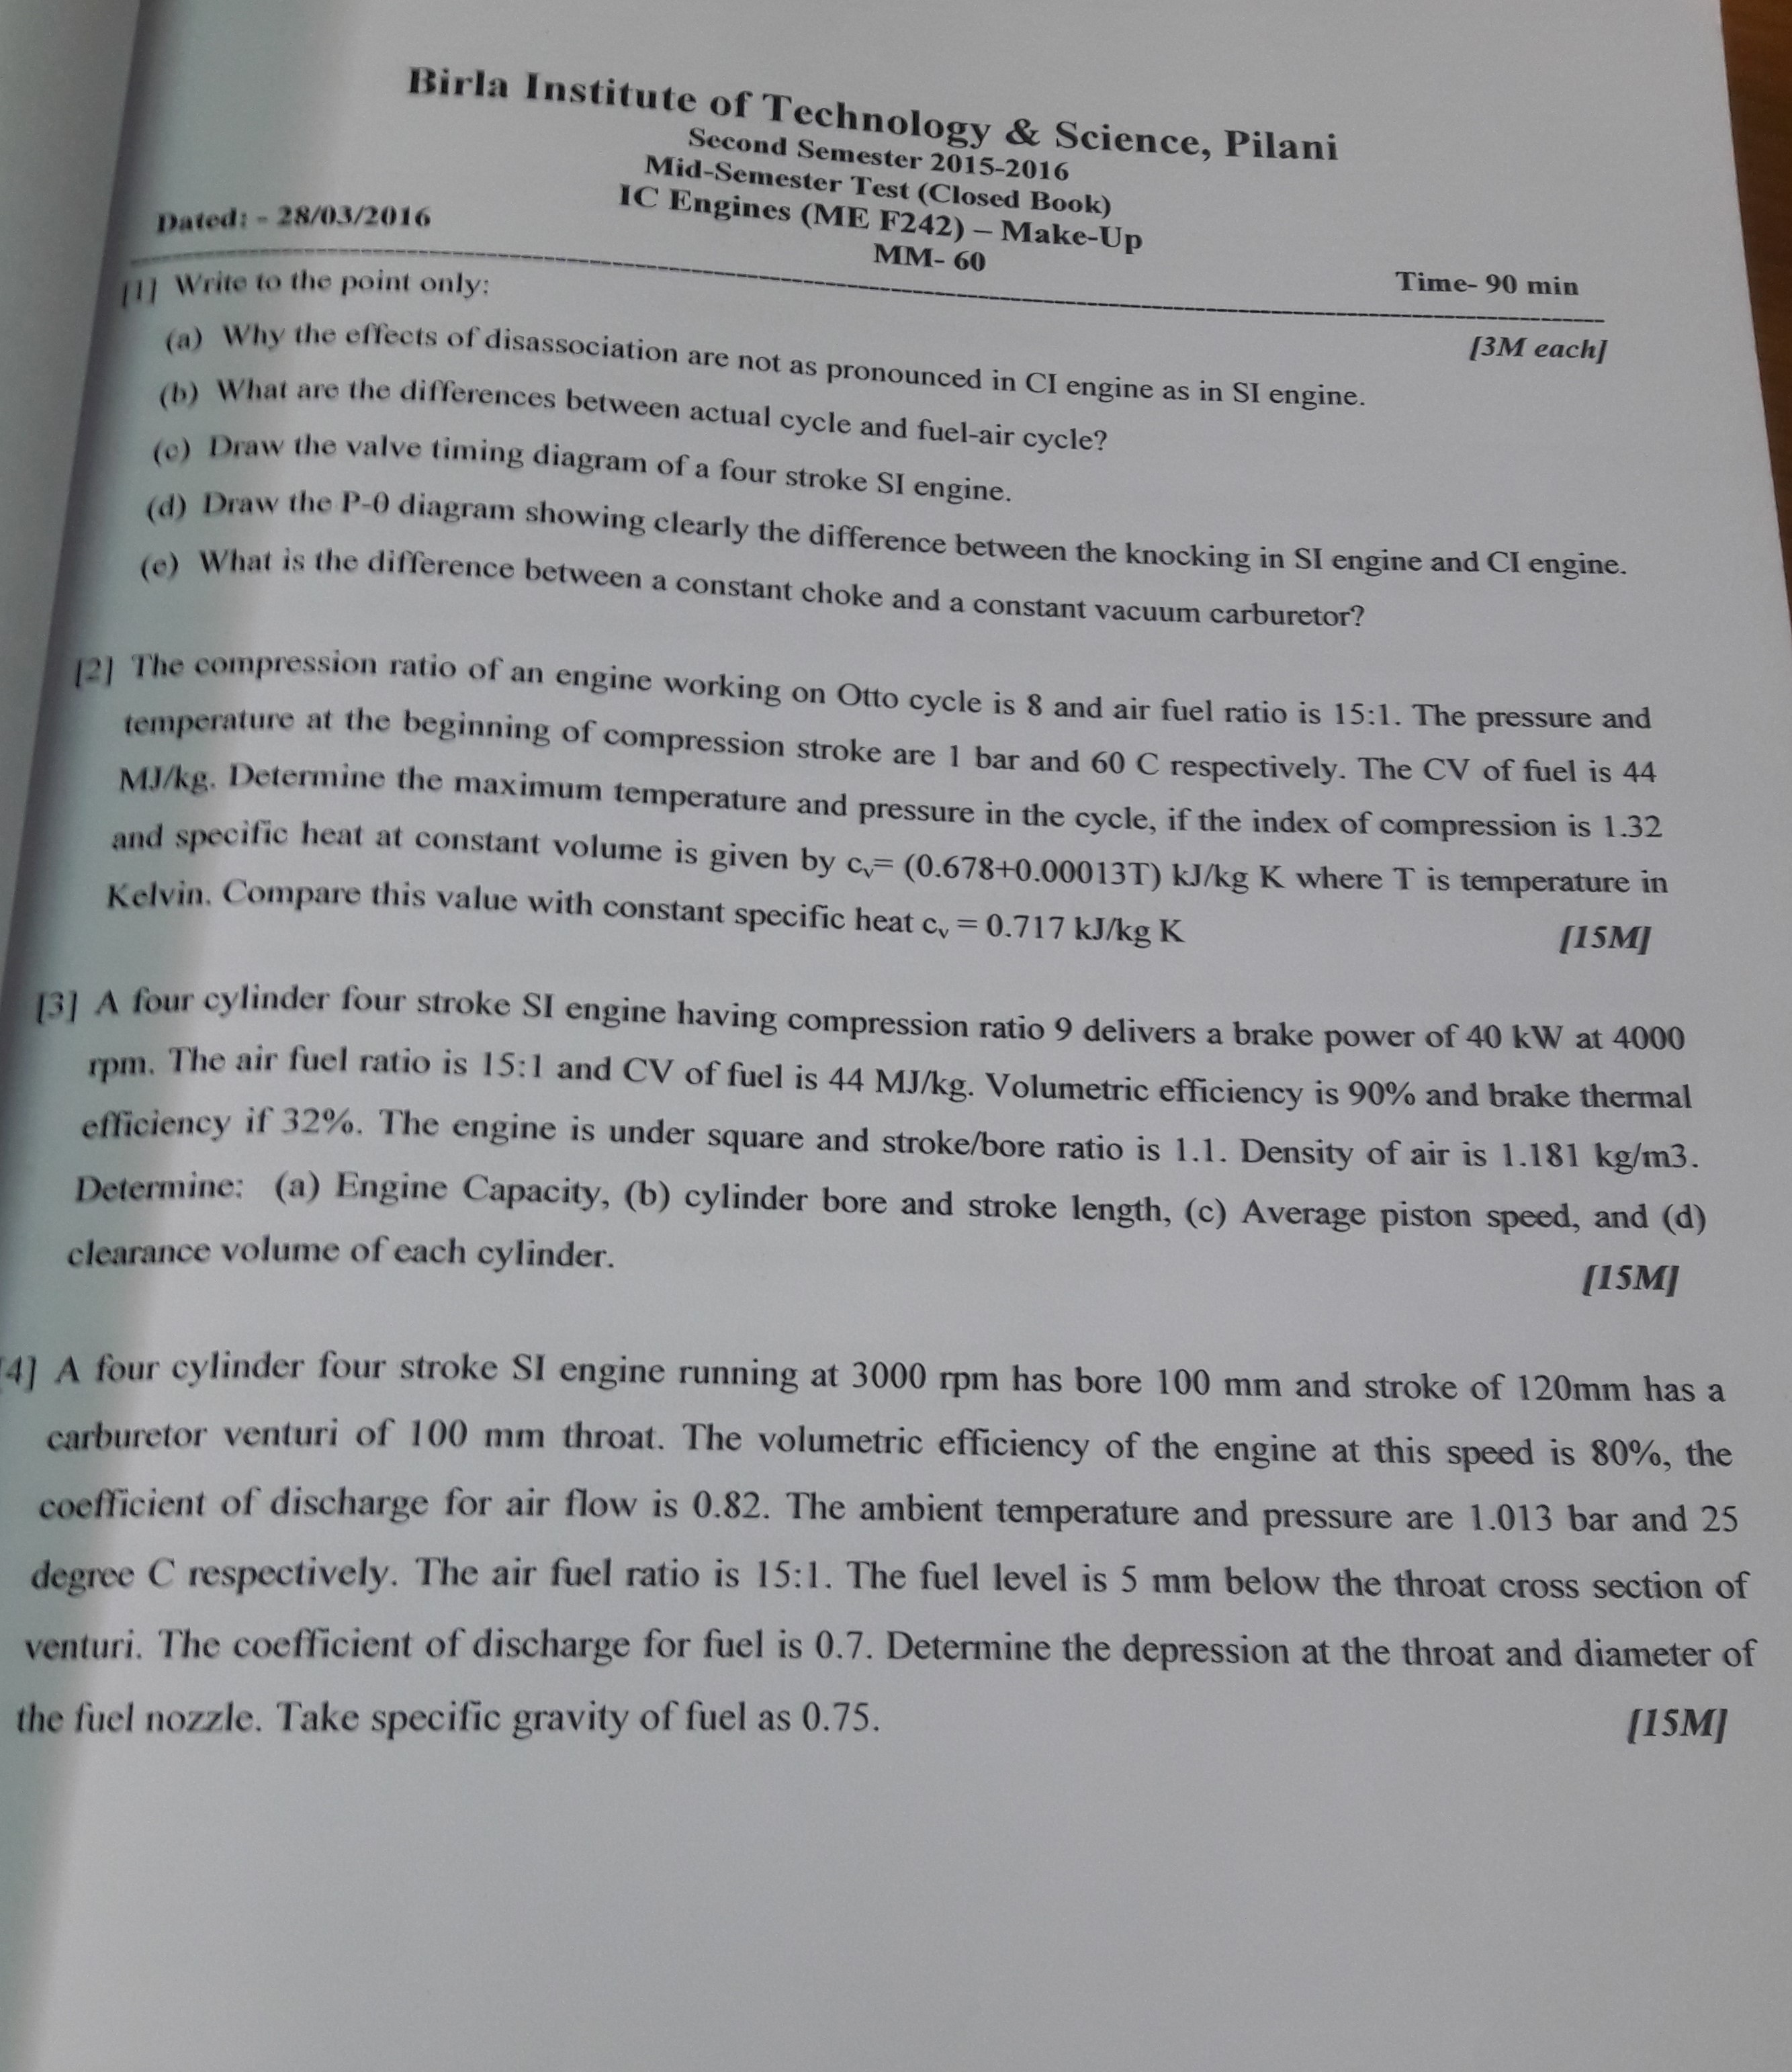 Birla Institute of Technology & Science, Pilani
Second Semester 2015-2016
Mid-Semester Test (Closed Book)
IC Engines (ME F242) – Make-Up
Dated: - 28/03/2016
MM- 60
Time- 90 min
[1] Write to the point only:
[3M each]
(a) Why the effects of disassociation are not as pronounced in CI engine as in SI engine.
(b) What are the differences between actual cycle and fuel-air cycle?
(c) Draw the valve timing diagram of a four stroke SI engine.
(d) Draw the P-θ diagram showing clearly the difference between the knocking in SI engine and CI engine.
(e) What is the difference between a constant choke and a constant vacuum carburetor?
[2] The compression ratio of an engine working on Otto cycle is 8 and air fuel ratio is 15:1. The pressure and
temperature at the beginning of compression stroke are 1 bar and 60 C respectively. The CV of fuel is 44
MJ/kg. Determine the maximum temperature and pressure in the cycle, if the index of compression is 1.32
and specific heat at constant volume is given by cᵥ= (0.678+0.00013T) kJ/kg K where T is temperature in
Kelvin. Compare this value with constant specific heat cᵥ = 0.717 kJ/kg K
[15M]
[3] A four cylinder four stroke SI engine having compression ratio 9 delivers a brake power of 40 kW at 4000
rpm. The air fuel ratio is 15:1 and CV of fuel is 44 MJ/kg. Volumetric efficiency is 90% and brake thermal
efficiency if 32%. The engine is under square and stroke/bore ratio is 1.1. Density of air is 1.181 kg/m3.
Determine: (a) Engine Capacity, (b) cylinder bore and stroke length, (c) Average piston speed, and (d)
clearance volume of each cylinder.
[15M]
4] A four cylinder four stroke SI engine running at 3000 rpm has bore 100 mm and stroke of 120mm has a
carburetor venturi of 100 mm throat. The volumetric efficiency of the engine at this speed is 80%, the
coefficient of discharge for air flow is 0.82. The ambient temperature and pressure are 1.013 bar and 25
degree C respectively. The air fuel ratio is 15:1. The fuel level is 5 mm below the throat cross section of
venturi. The coefficient of discharge for fuel is 0.7. Determine the depression at the throat and diameter of
the fuel nozzle. Take specific gravity of fuel as 0.75.
[15M]